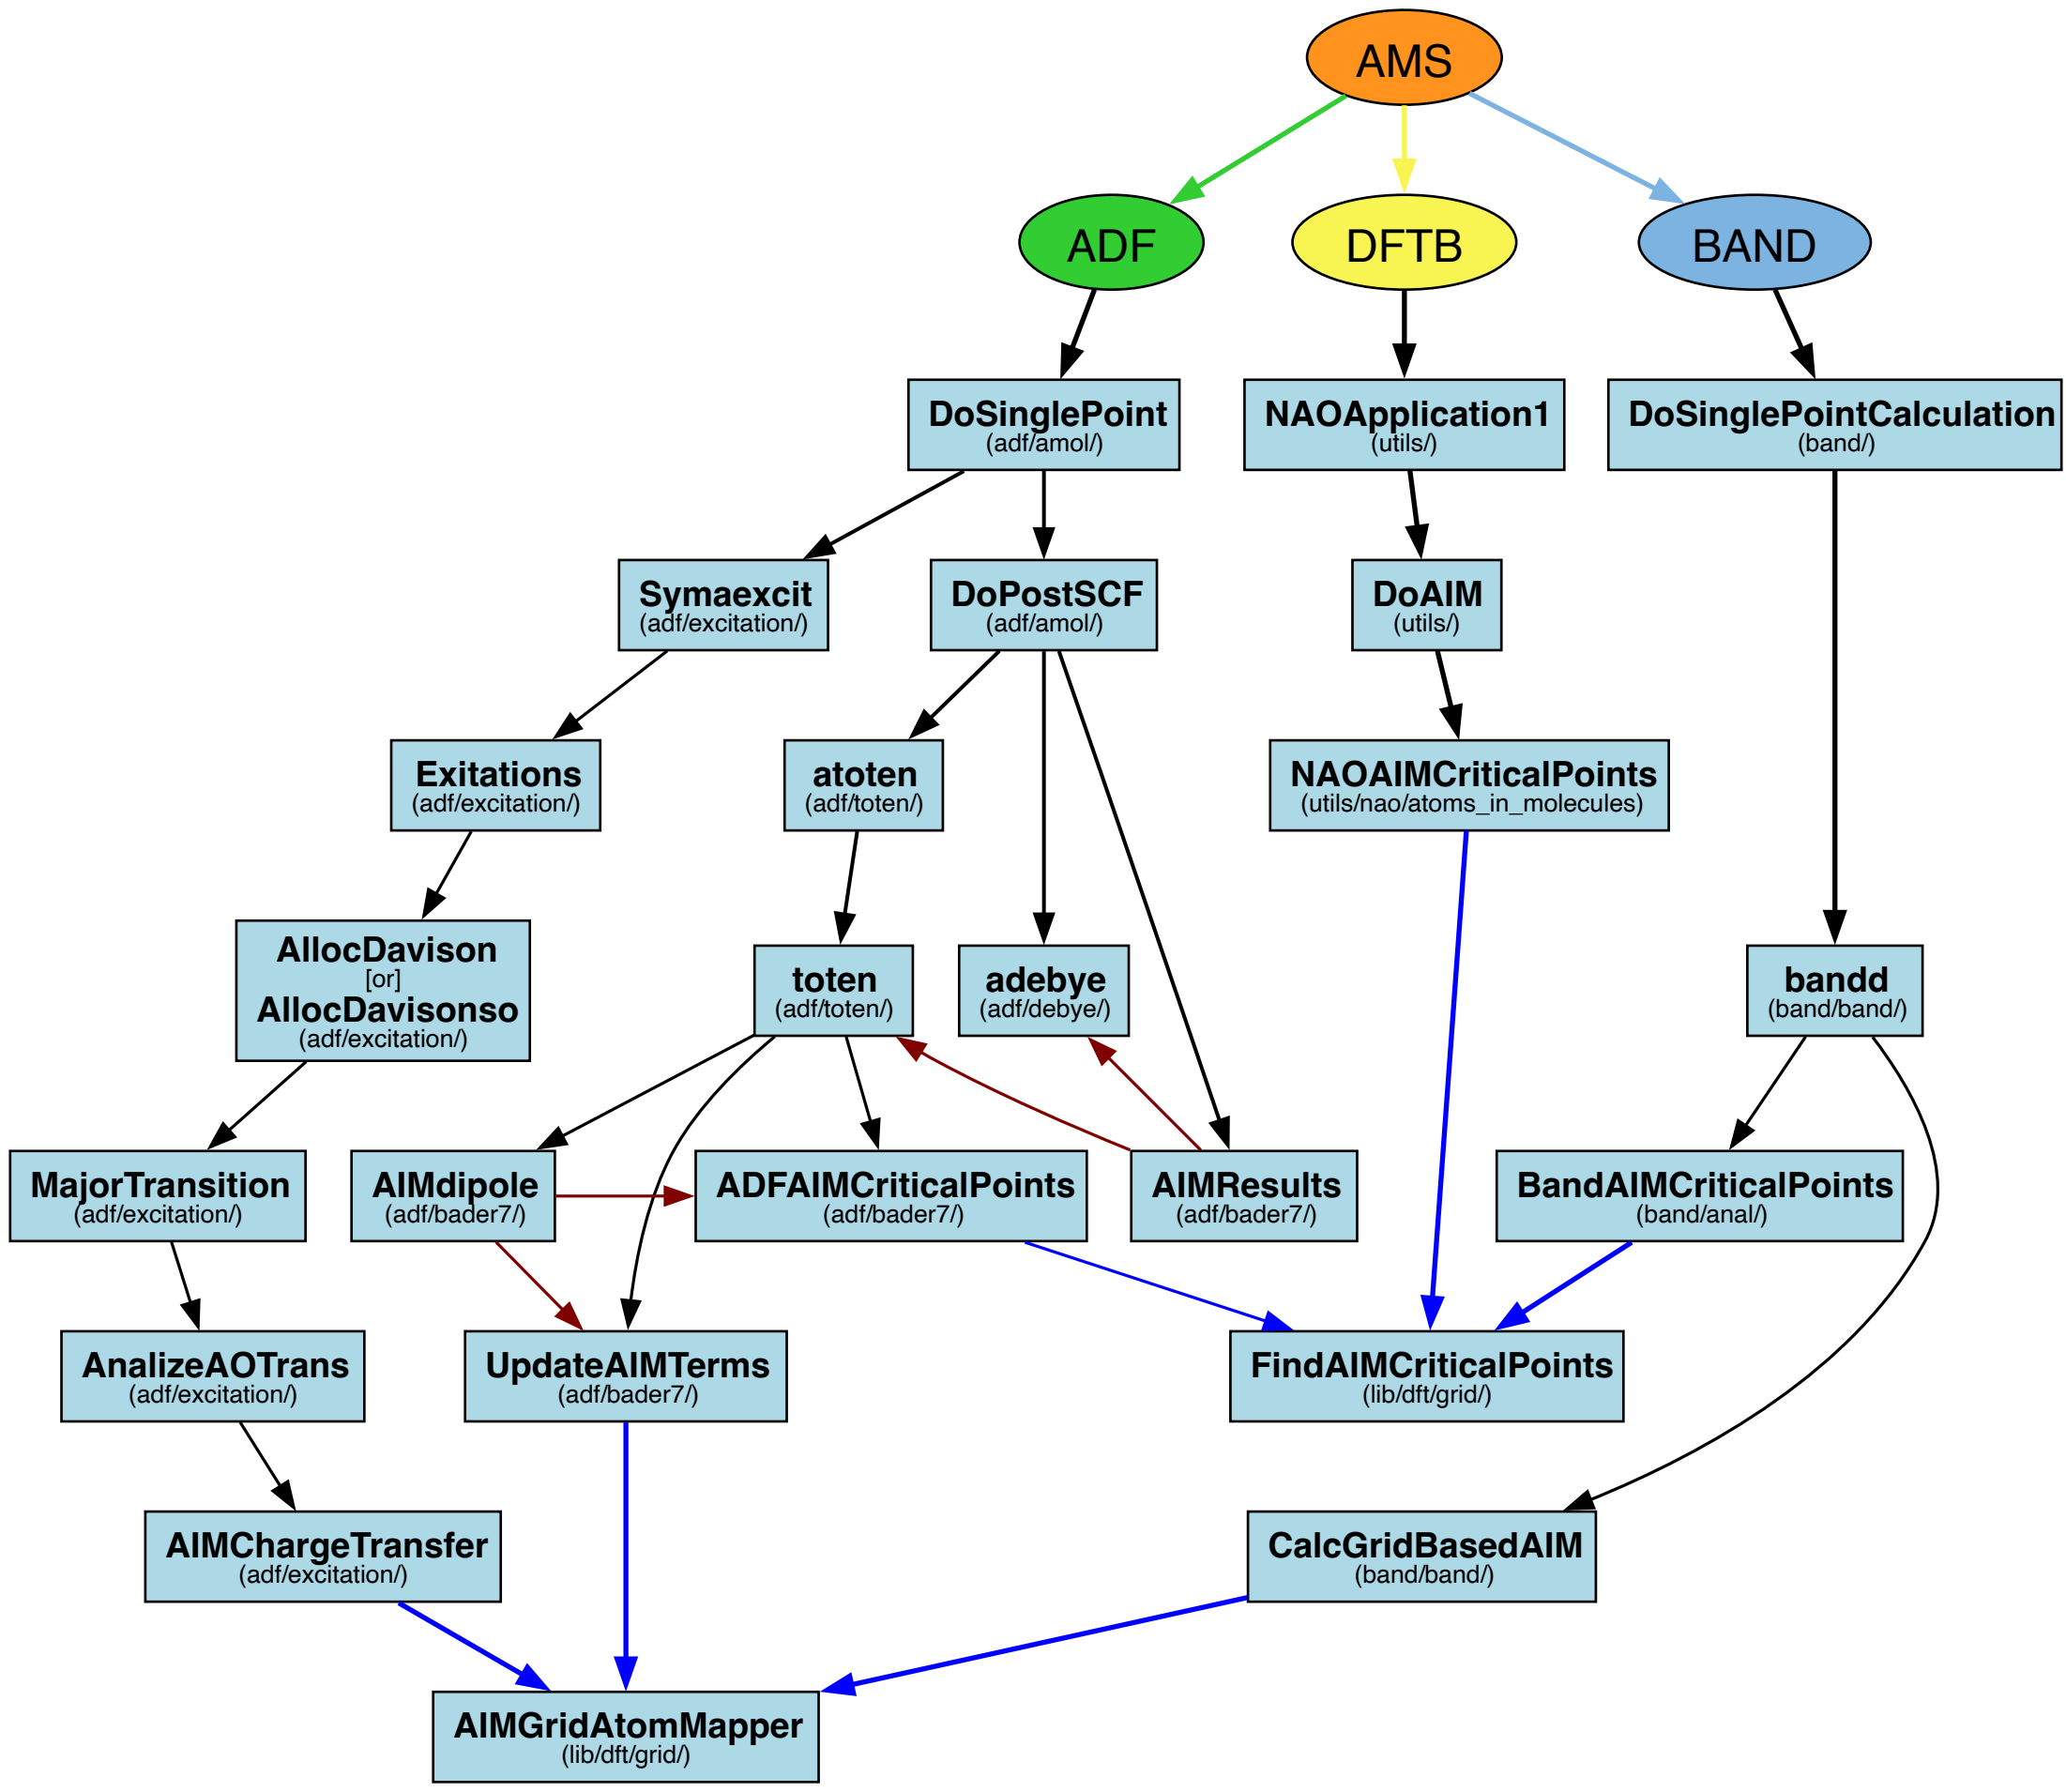 AMS
ADF
DFTB
BAND
DoSinglePoint
(adf/amol/)
NAOApplication1
(utils/)
DoSinglePointCalculation
(band/)
Symaexcit
(adf/excitation/)
DoPostSCF
(adf/amol/)
DoAIM
(utils/)
Exitations
(adf/excitation/)
atoten
(adf/toten/)
NAOAIMCriticalPoints
(utils/nao/atoms_in_molecules)
AllocDavison
[or]
AllocDavisonso
(adf/excitation/)
toten
(adf/toten/)
adebye
(adf/debye/)
bandd
(band/band/)
MajorTransition
(adf/excitation/)
AIMdipole
(adf/bader7/)
ADFAIMCriticalPoints
(adf/bader7/)
AIMResults
(adf/bader7/)
BandAIMCriticalPoints
(band/anal/)
AnalizeAOTrans
(adf/excitation/)
UpdateAIMTerms
(adf/bader7/)
FindAIMCriticalPoints
(lib/dft/grid/)
AIMChargeTransfer
(adf/excitation/)
CalcGridBasedAIM
(band/band/)
AIMGridAtomMapper
(lib/dft/grid/)